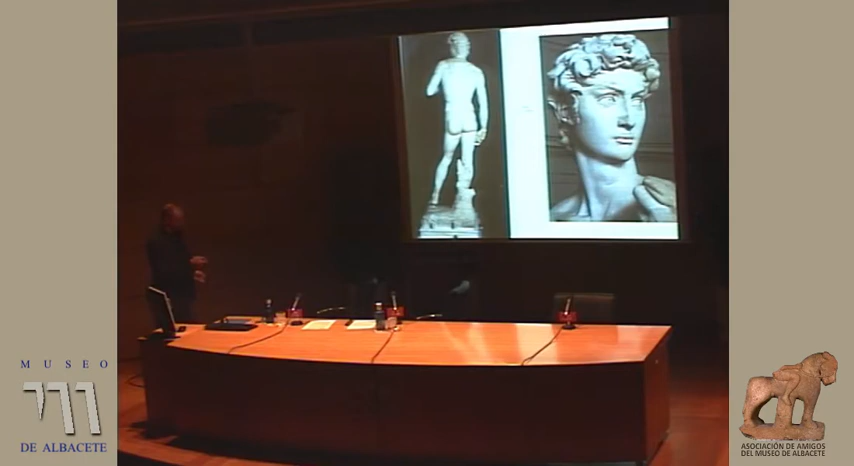 MUSEO
DE ALBACETE
ASOCIACIÓN DE AMIGOS
DEL MUSEO DE ALBACETE